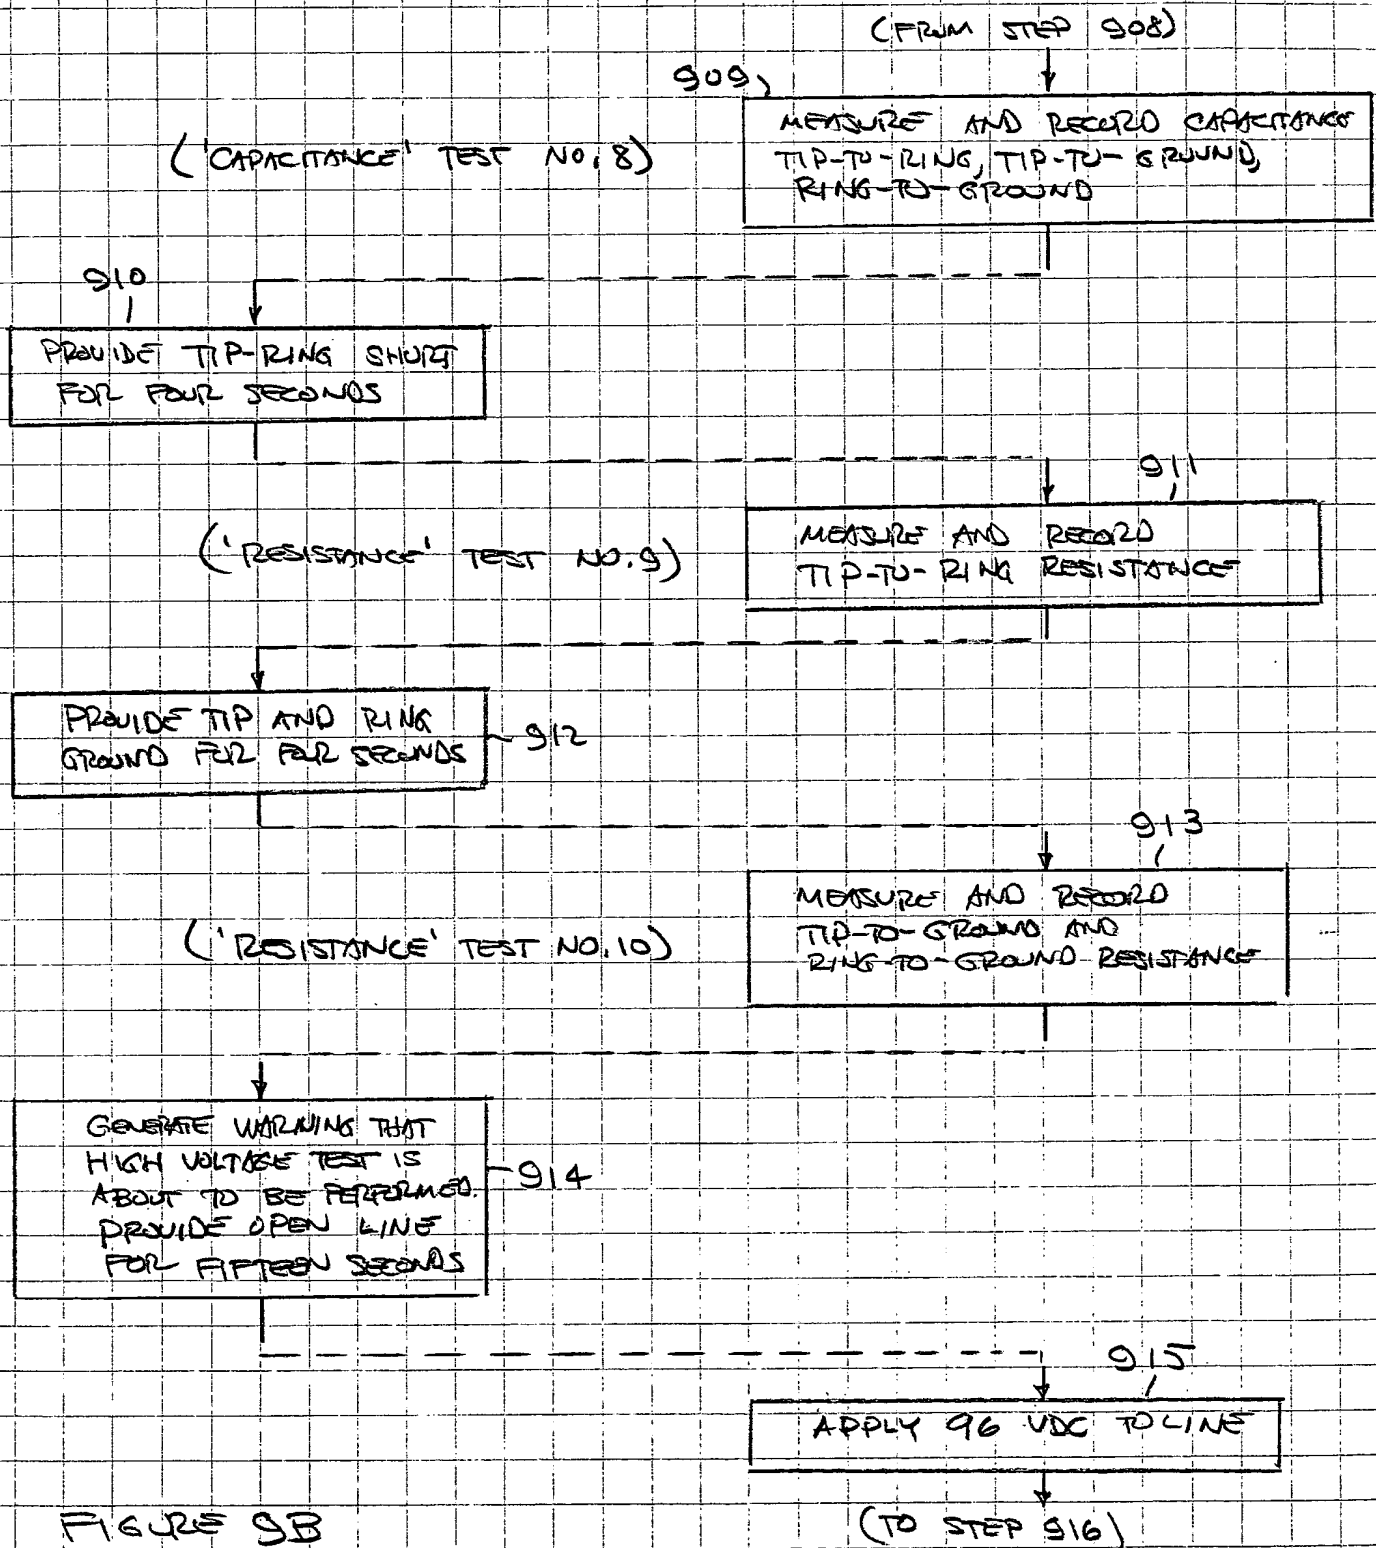 (FROM STEP 908)
909
MEASURE AND RECORD CAPACITANCE
('CAPACITANCE' TEST NO. 8)
TIP-TO-RING, TIP-TO-GROUND,
RING-TO-GROUND
910
PROVIDE TIP-RING SHORT
FOR FOUR SECONDS
911
MEASURE AND RECORD
('RESISTANCE' TEST NO. 9)
TIP-TO-RING RESISTANCE
PROVIDE TIP AND RING
912
GROUND FOR FOUR SECONDS
913
MEASURE AND RECORD
TIP-TO-GROUND AND
('RESISTANCE' TEST NO. 10)
RING-TO-GROUND RESISTANCE
GENERATE WARNING THAT
HIGH VOLTAGE TEST IS
914
ABOUT TO BE PERFORMED.
PROVIDE OPEN LINE
FOR FIFTEEN SECONDS
915
APPLY 96 VDC TO LINE
FIGURE 9B
(TO STEP 916)